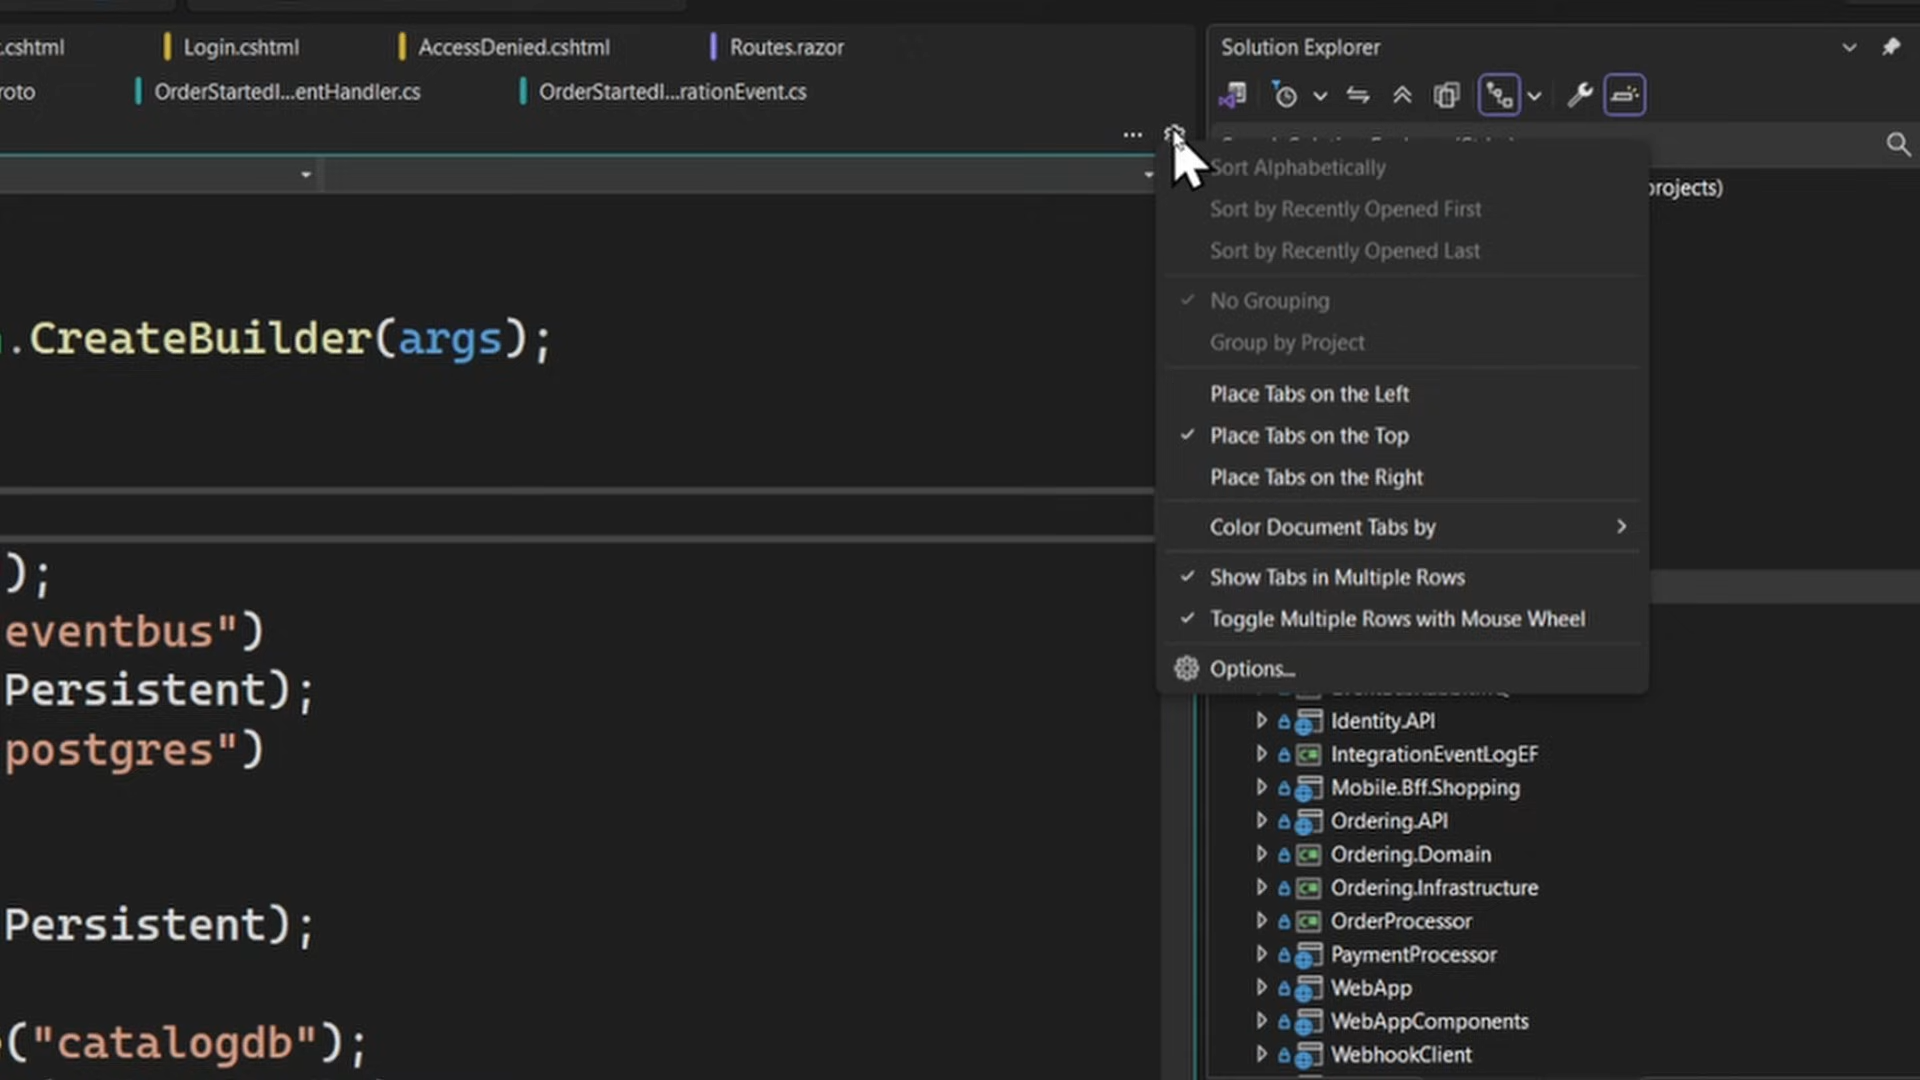 .cshtml
Login.cshtml
AccessDenied.cshtml
Routes.razor
roto
OrderStartedI...entHandler.cs
OrderStartedI...rationEvent.cs
.CreateBuilder(args);
);
eventbus")
Persistent);
postgres")
Persistent);
("catalogdb");
Solution Explorer
projects)
Sort Alphabetically
Sort by Recently Opened First
Sort by Recently Opened Last
No Grouping
Group by Project
Place Tabs on the Left
Place Tabs on the Top
Place Tabs on the Right
Color Document Tabs by
Show Tabs in Multiple Rows
Toggle Multiple Rows with Mouse Wheel
Options...
Identity.API
IntegrationEventLogEF
Mobile.Bff.Shopping
Ordering.API
Ordering.Domain
Ordering.Infrastructure
OrderProcessor
PaymentProcessor
WebApp
WebAppComponents
WebhookClient